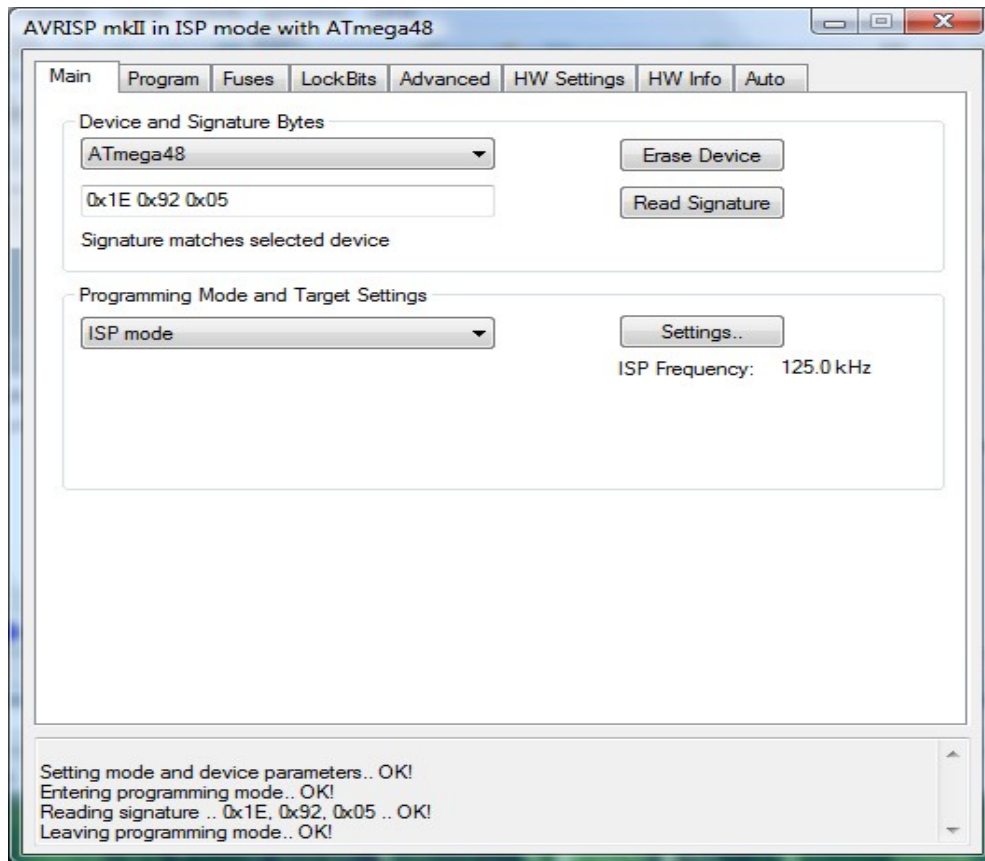 AVRISP mkII in ISP mode with ATmega48
Main Program Fuses LockBits Advanced HW Settings HW Info Auto
Device and Signature Bytes
ATmega48 Erase Device
0x1E 0x92 0x05 Read Signature
Signature matches selected device
Programming Mode and Target Settings
ISP mode Settings..
ISP Frequency: 125.0 kHz
Setting mode and device parameters.. OK!
Entering programming mode.. OK!
Reading signature .. 0x1E, 0x92, 0x05 .. OK!
Leaving programming mode.. OK!